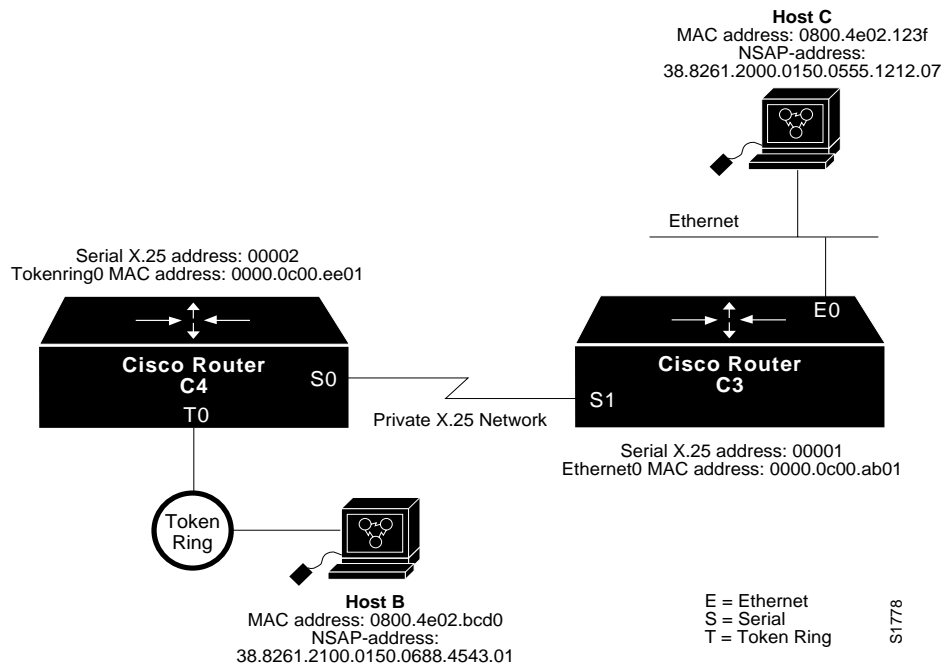 Host C
MAC address: 0800.4e02.123f
NSAP-address:
38.8261.2000.0150.0555.1212.07
Ethernet
Serial X.25 address: 00002
Tokenring0 MAC address: 0000.0c00.ee01
E0
Cisco Router
C4
S0
T0
Cisco Router
C3
S1
Private X.25 Network
Serial X.25 address: 00001
Ethernet0 MAC address: 0000.0c00.ab01
Token
Ring
Host B
MAC address: 0800.4e02.bcd0
NSAP-address:
38.8261.2100.0150.0688.4543.01
E = Ethernet
S = Serial
T = Token Ring
S1778